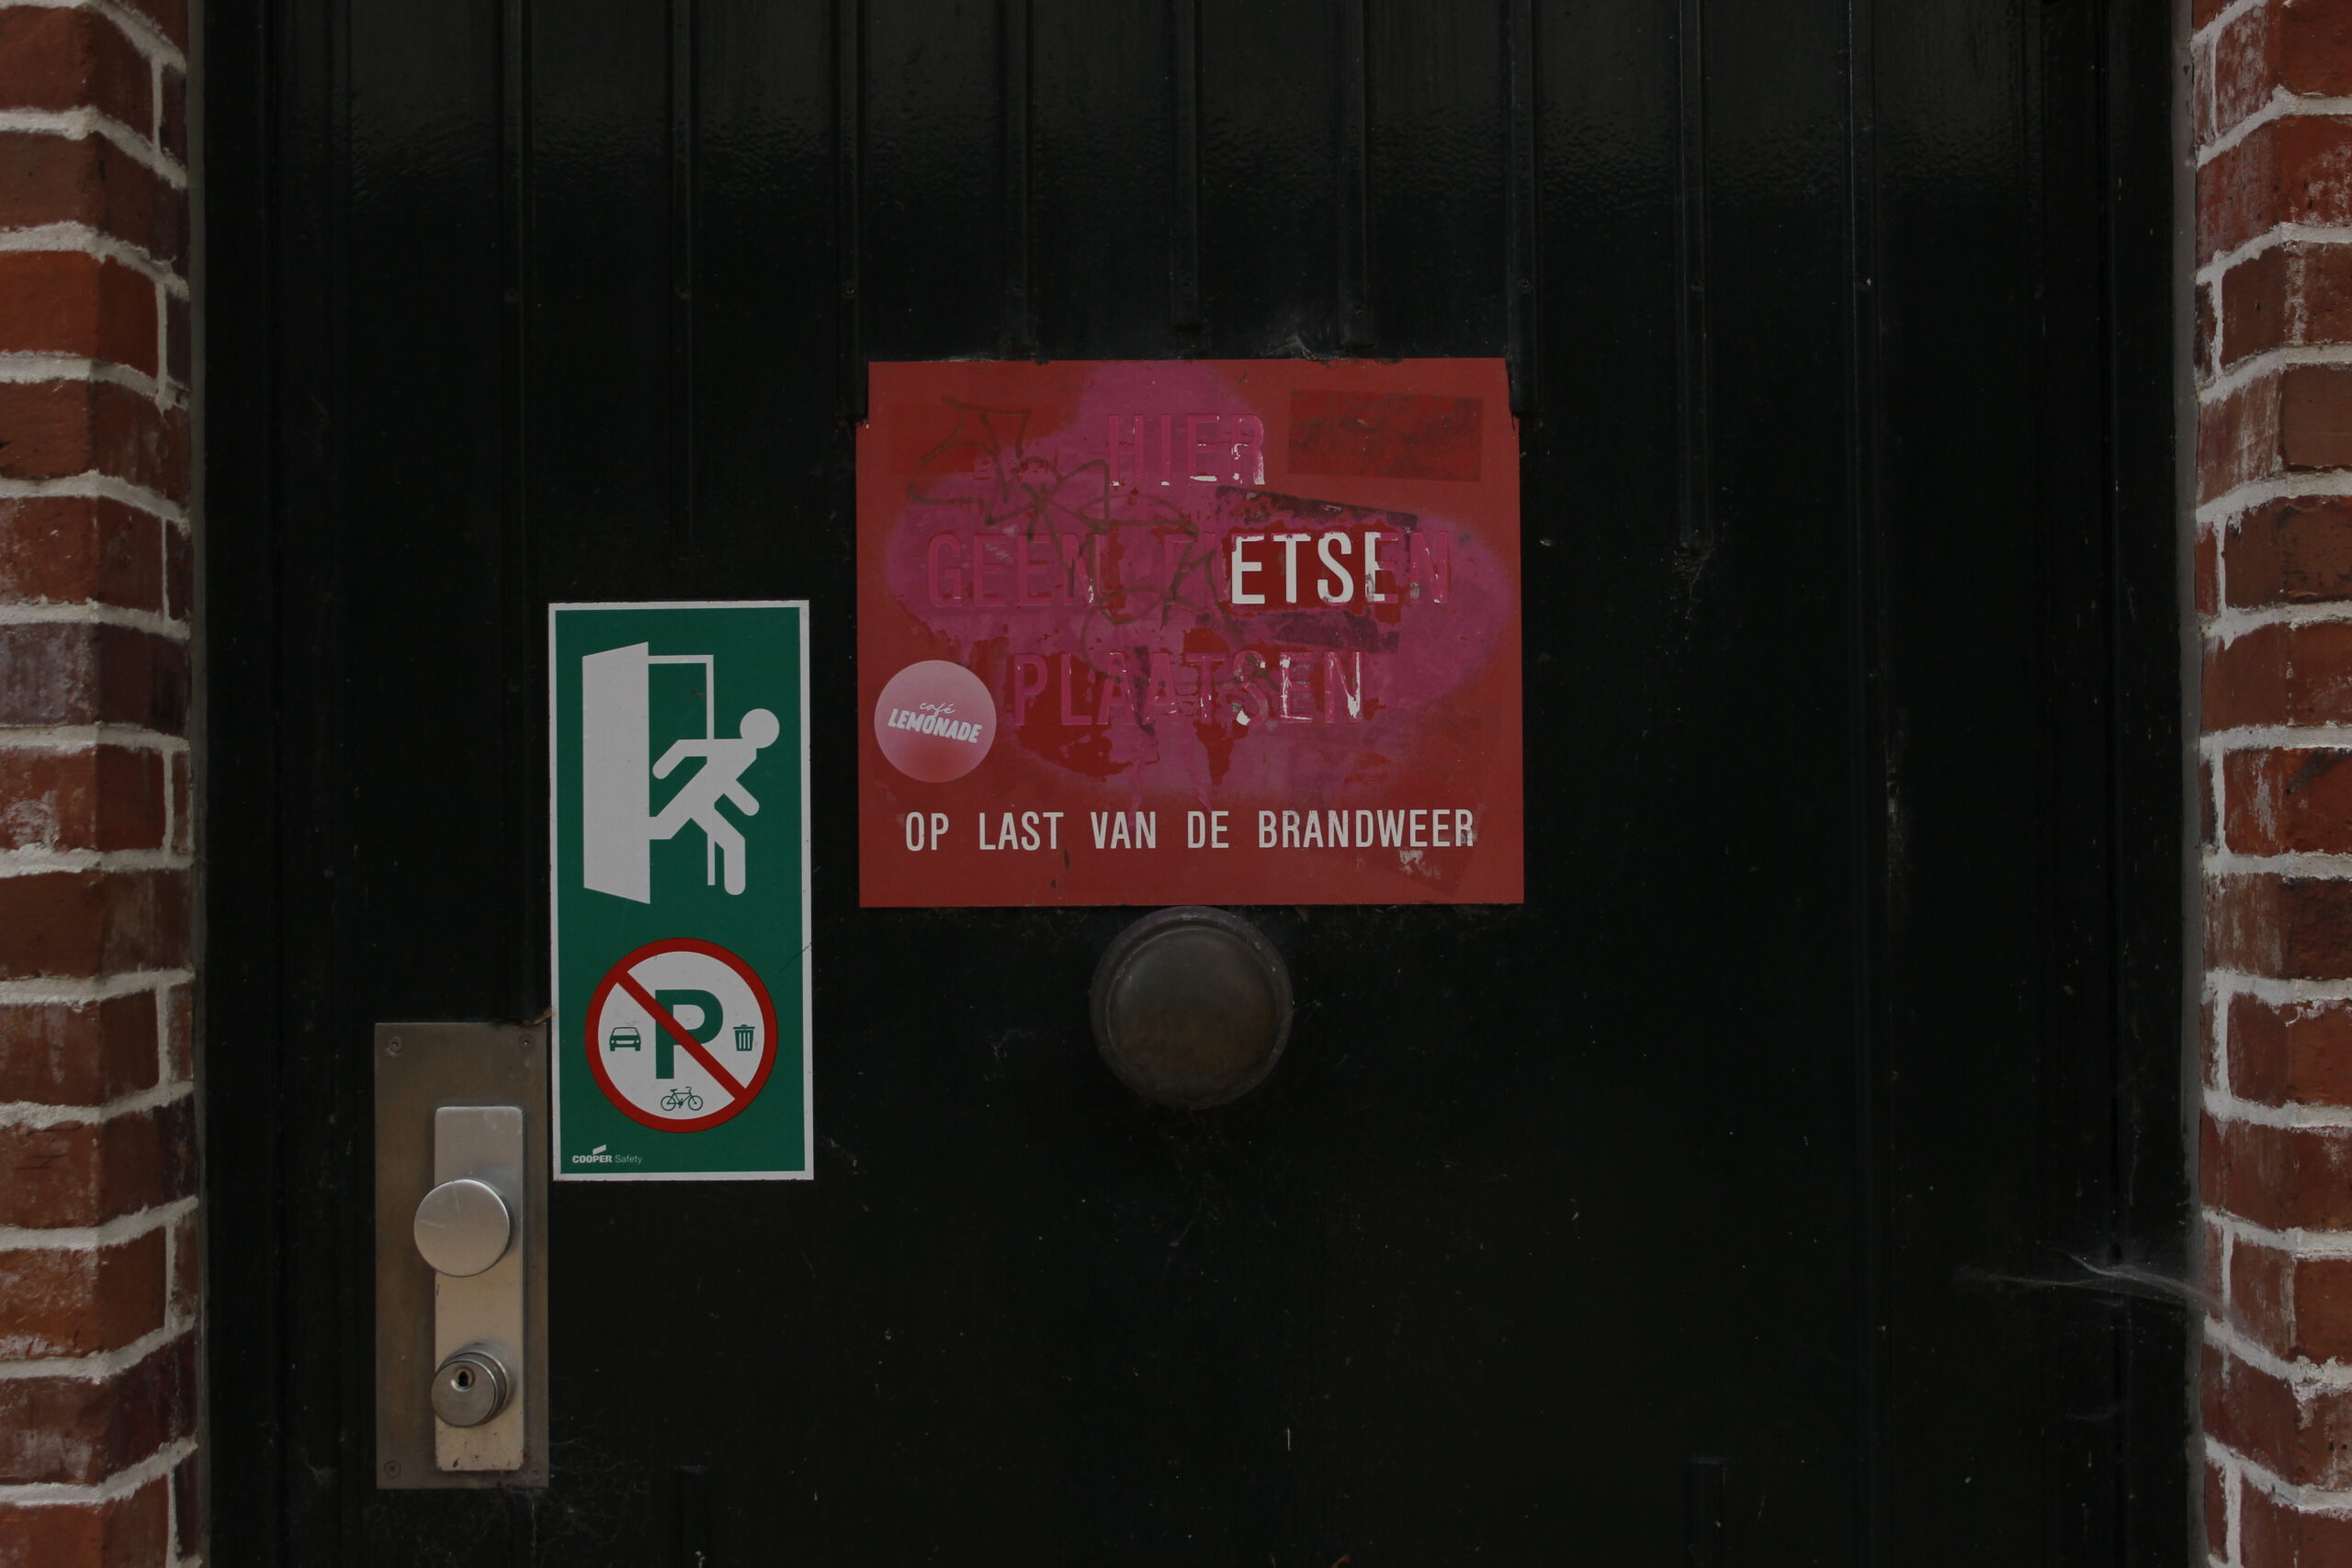 HIER
GEEN FIETSEN
PLAATSEN
café
LEMONADE
OP LAST VAN DE BRANDWEER
P
COOPER Safety